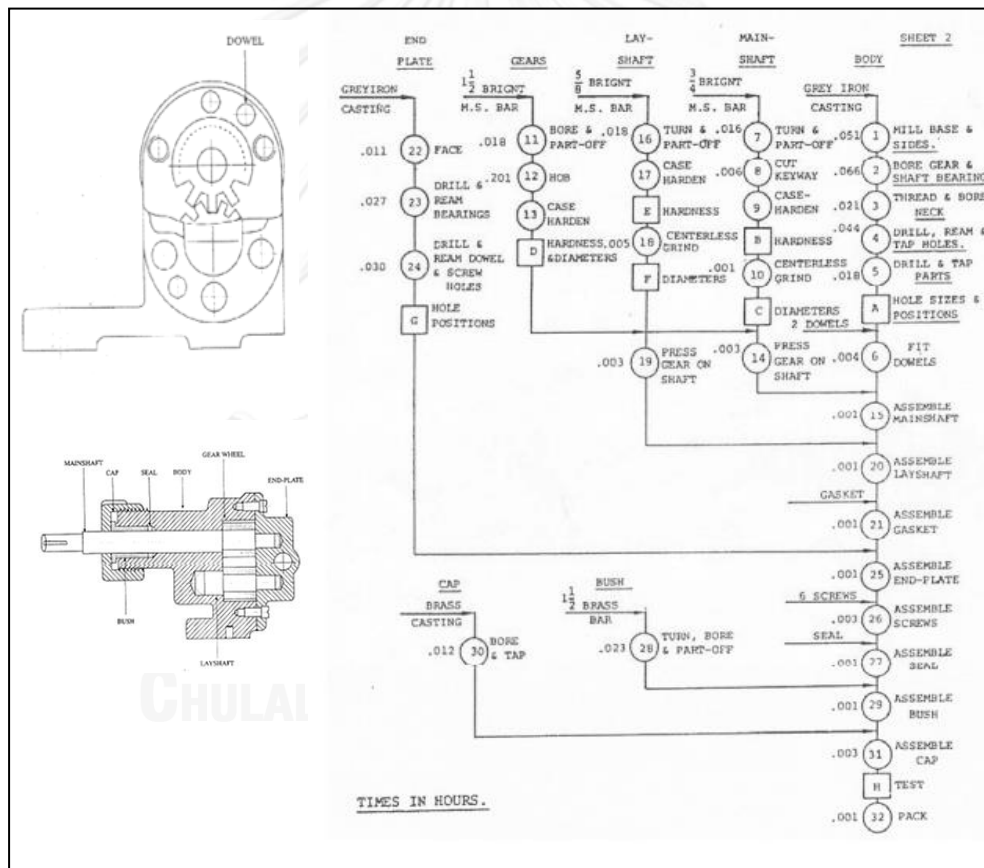 DOWEL
MAINSHAFT
CAP
SEAL
BODY
GEAR WHEEL
END-PLATE
BUSH
LAYSHAFT
CHULAL
END
PLATE
GEARS
LAY-
SHAFT
MAIN-
SHAFT
SHEET 2
BODY
GREYIRON
CASTING
1 1/2 BRIGNT
M.S. BAR
5/8 BRIGNT
M.S. BAR
3/4 BRIGNT
M.S. BAR
GREY IRON
CASTING
.011 22 FACE
.027 23 DRILL &
REAM
BEARINGS
.030 24 DRILL &
REAM DOWEL
& SCREW
HOLES
G HOLE
POSITIONS
.018 11 BORE &
PART-OFF
.201 12 HOB
13 CASE
HARDEN
D HARDNESS
&DIAMETERS
.018 16 TURN &
PART-OFF
17 CASE
HARDEN
E HARDNESS
.005 18 CENTERLESS
GRIND
F DIAMETERS
.003 19 PRESS
GEAR ON
SHAFT
.016 7 TURN &
PART-OFF
.006 8 CUT
KEYWAY
9 CASE-
HARDEN
B HARDNESS
.001 10 CENTERLESS
GRIND
C DIAMETERS
2 DOWELS
.003 14 PRESS
GEAR ON
SHAFT
.051 1 MILL BASE &
SIDES.
.066 2 BORE GEAR &
SHAFT BEARING
.021 3 THREAD & BORE
NECK
.044 4 DRILL, REAM &
TAP HOLES.
.018 5 DRILL & TAP
PARTS
A HOLE SIZES &
POSITIONS
.004 6 FIT
DOWELS
.001 15 ASSEMBLE
MAINSHAFT
.001 20 ASSEMBLE
LAYSHAFT
GASKET
.001 21 ASSEMBLE
GASKET
.001 25 ASSEMBLE
END-PLATE
6 SCREWS
.003 26 ASSEMBLE
SCREWS
SEAL
.001 27 ASSEMBLE
SEAL
CAP
BRASS
CASTING
.012 30 BORE
& TAP
BUSH
1 1/2 BRASS
BAR
.023 28 TURN, BORE
& PART-OFF
.001 29 ASSEMBLE
BUSH
.003 31 ASSEMBLE
CAP
H TEST
.001 32 PACK
TIMES IN HOURS.